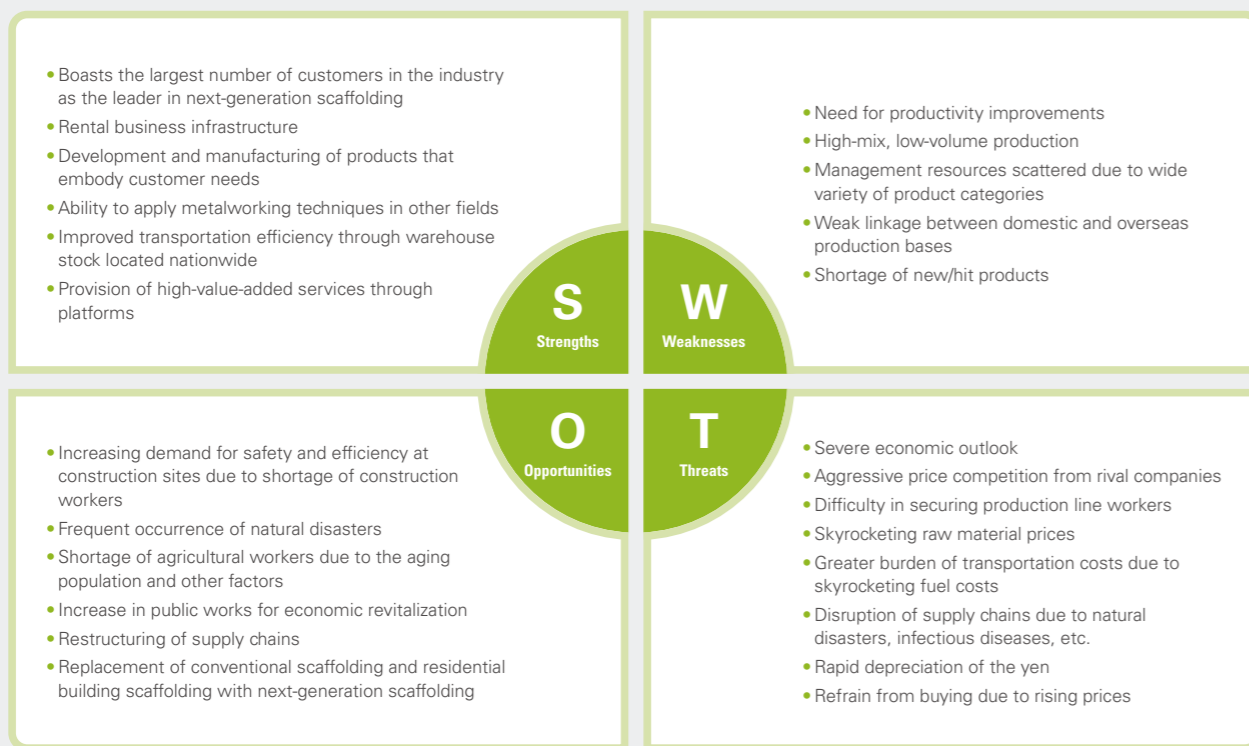 • Boasts the largest number of customers in the industry
as the leader in next-generation scaffolding
• Rental business infrastructure
• Development and manufacturing of products that
embody customer needs
• Ability to apply metalworking techniques in other fields
• Improved transportation efficiency through warehouse
stock located nationwide
• Provision of high-value-added services through
platforms
S
Strengths
• Need for productivity improvements
• High-mix, low-volume production
• Management resources scattered due to wide
variety of product categories
• Weak linkage between domestic and overseas
production bases
• Shortage of new/hit products
W
Weaknesses
• Increasing demand for safety and efficiency at
construction sites due to shortage of construction
workers
• Frequent occurrence of natural disasters
• Shortage of agricultural workers due to the aging
population and other factors
• Increase in public works for economic revitalization
• Restructuring of supply chains
• Replacement of conventional scaffolding and residential
building scaffolding with next-generation scaffolding
O
Opportunities
• Severe economic outlook
• Aggressive price competition from rival companies
• Difficulty in securing production line workers
• Skyrocketing raw material prices
• Greater burden of transportation costs due to
skyrocketing fuel costs
• Disruption of supply chains due to natural
disasters, infectious diseases, etc.
• Rapid depreciation of the yen
• Refrain from buying due to rising prices
T
Threats